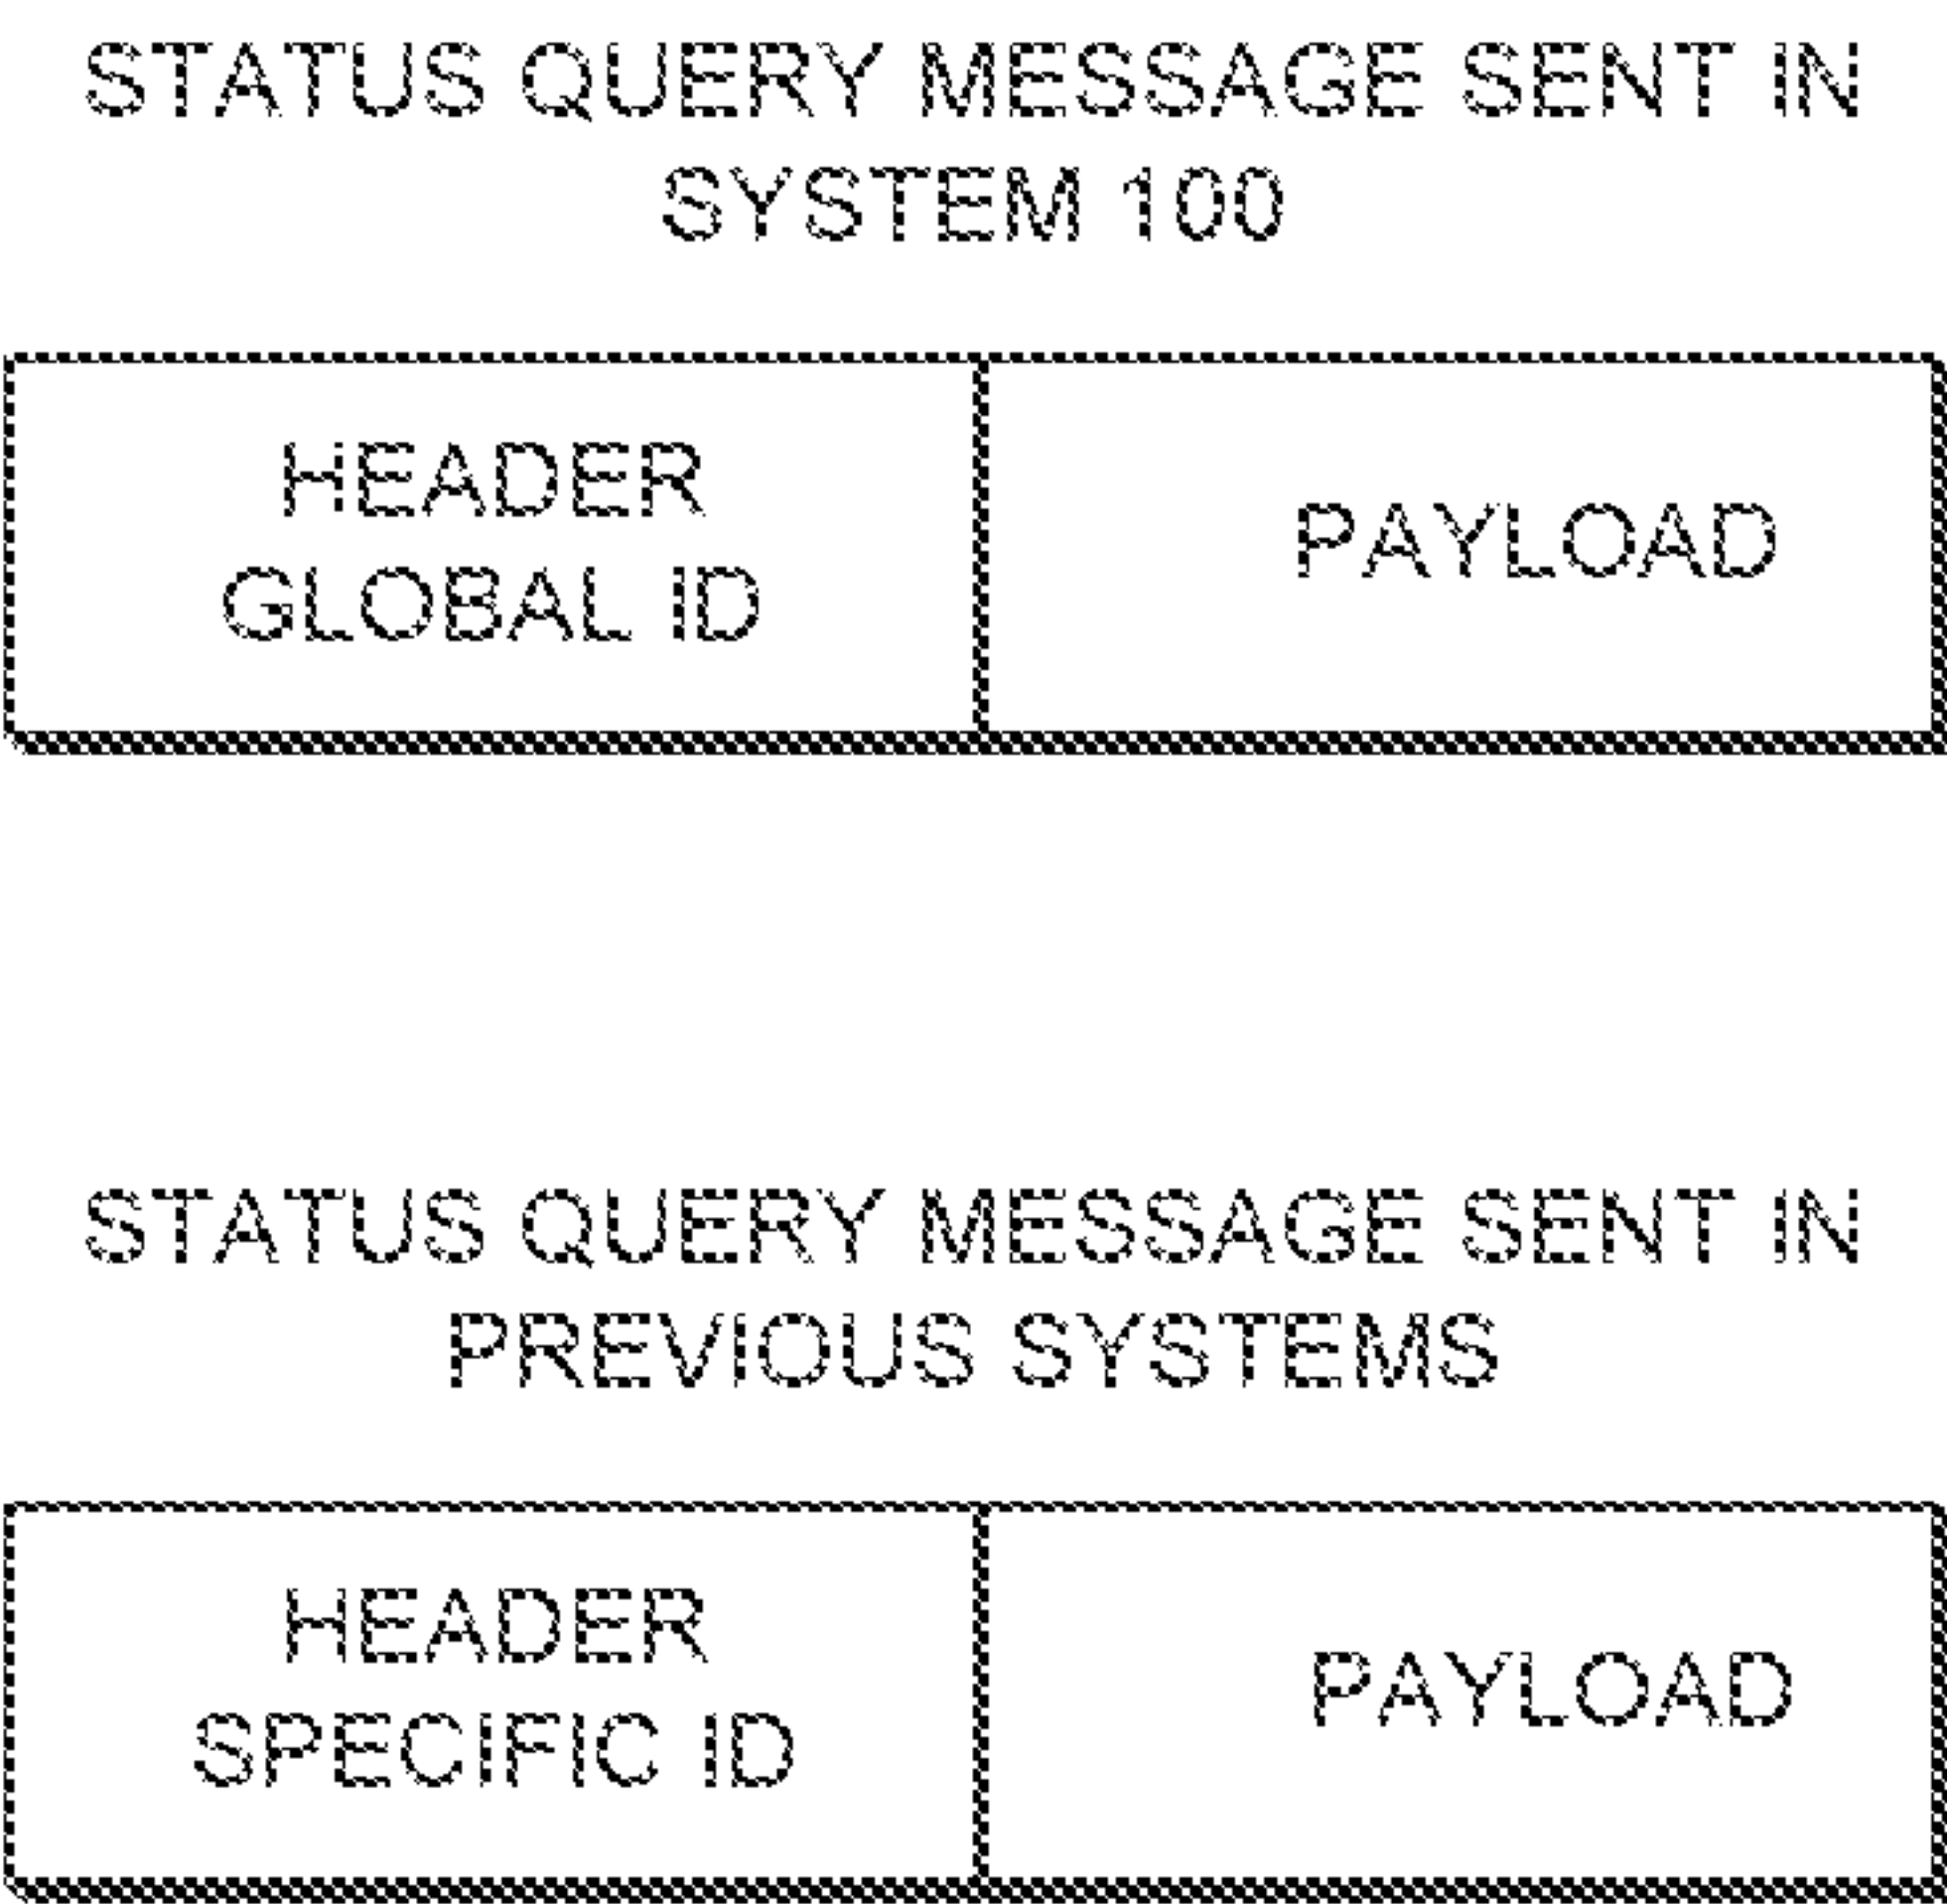 STATUS QUERY MESSAGE SENT IN
SYSTEM 100
HEADER
GLOBAL ID
PAYLOAD
STATUS QUERY MESSAGE SENT IN
PREVIOUS SYSTEMS
HEADER
SPECIFIC ID
PAYLOAD